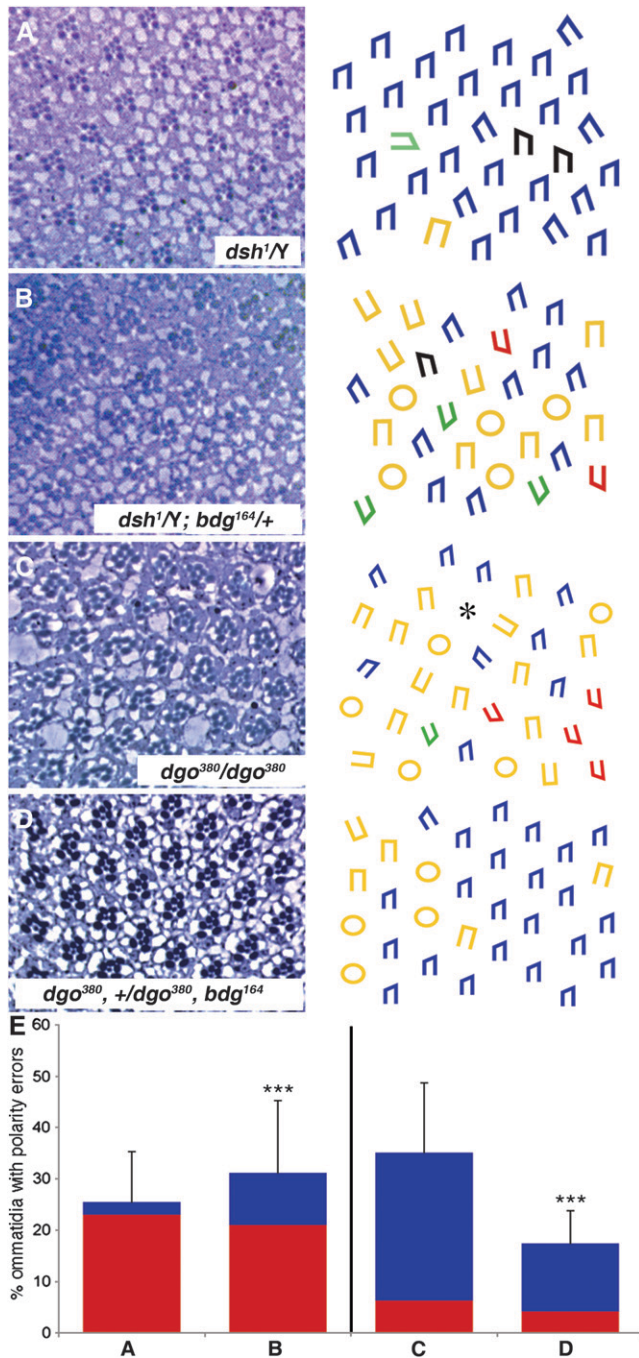 A
dsh¹/Y
B
dsh¹/Y; bdg¹⁶⁴/+
C
*
dgo³⁸⁰/dgo³⁸⁰
D
dgo³⁸⁰, +/dgo³⁸⁰, bdg¹⁶⁴
E
% ommatidia with polarity errors
60
50
40
30
20
10
0
***
***
A B C D